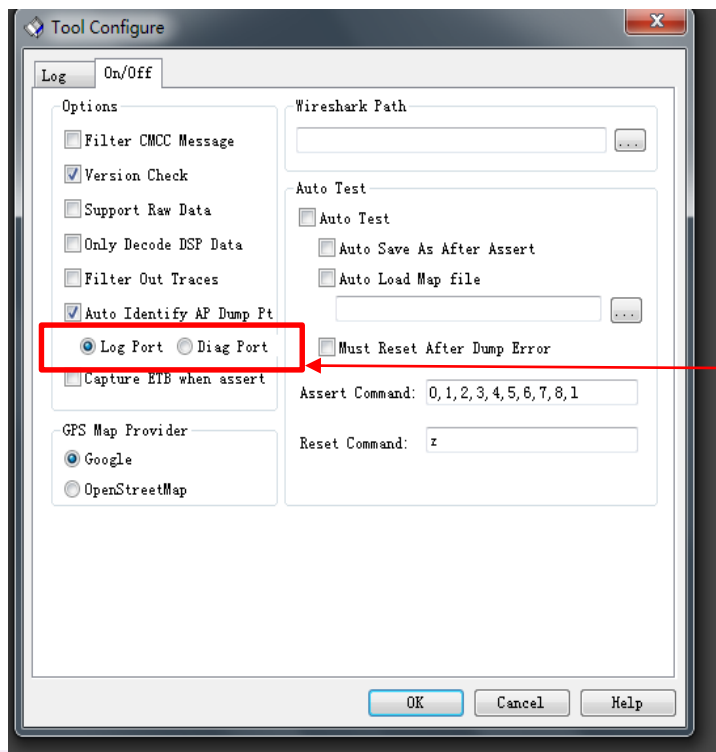 Tool Configure
Log
On/Off
Options
Filter CMCC Message
Version Check
Support Raw Data
Only Decode DSP Data
Filter Out Traces
Auto Identify AP Dump Pt
Log Port Diag Port
Capture ETB when assert
GPS Map Provider
Google
OpenStreetMap
Wireshark Path
...
Auto Test
Auto Test
Auto Save As After Assert
Auto Load Map file
...
Must Reset After Dump Error
Assert Command: 0,1,2,3,4,5,6,7,8,l
Reset Command: z
OK Cancel Help